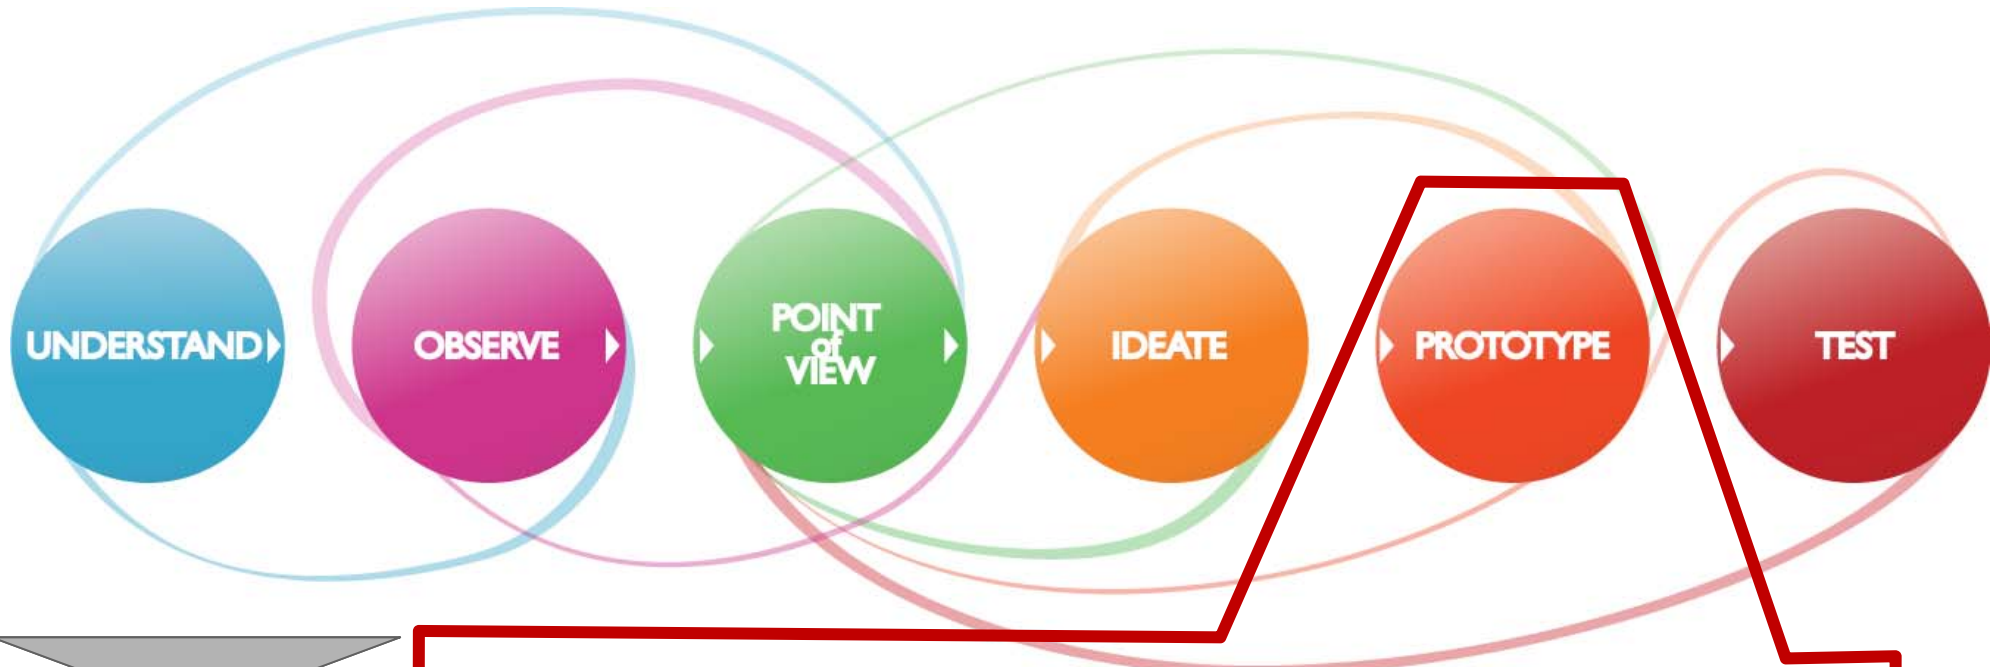 UNDERSTAND
OBSERVE
POINT
of
VIEW
IDEATE
PROTOTYPE
TEST